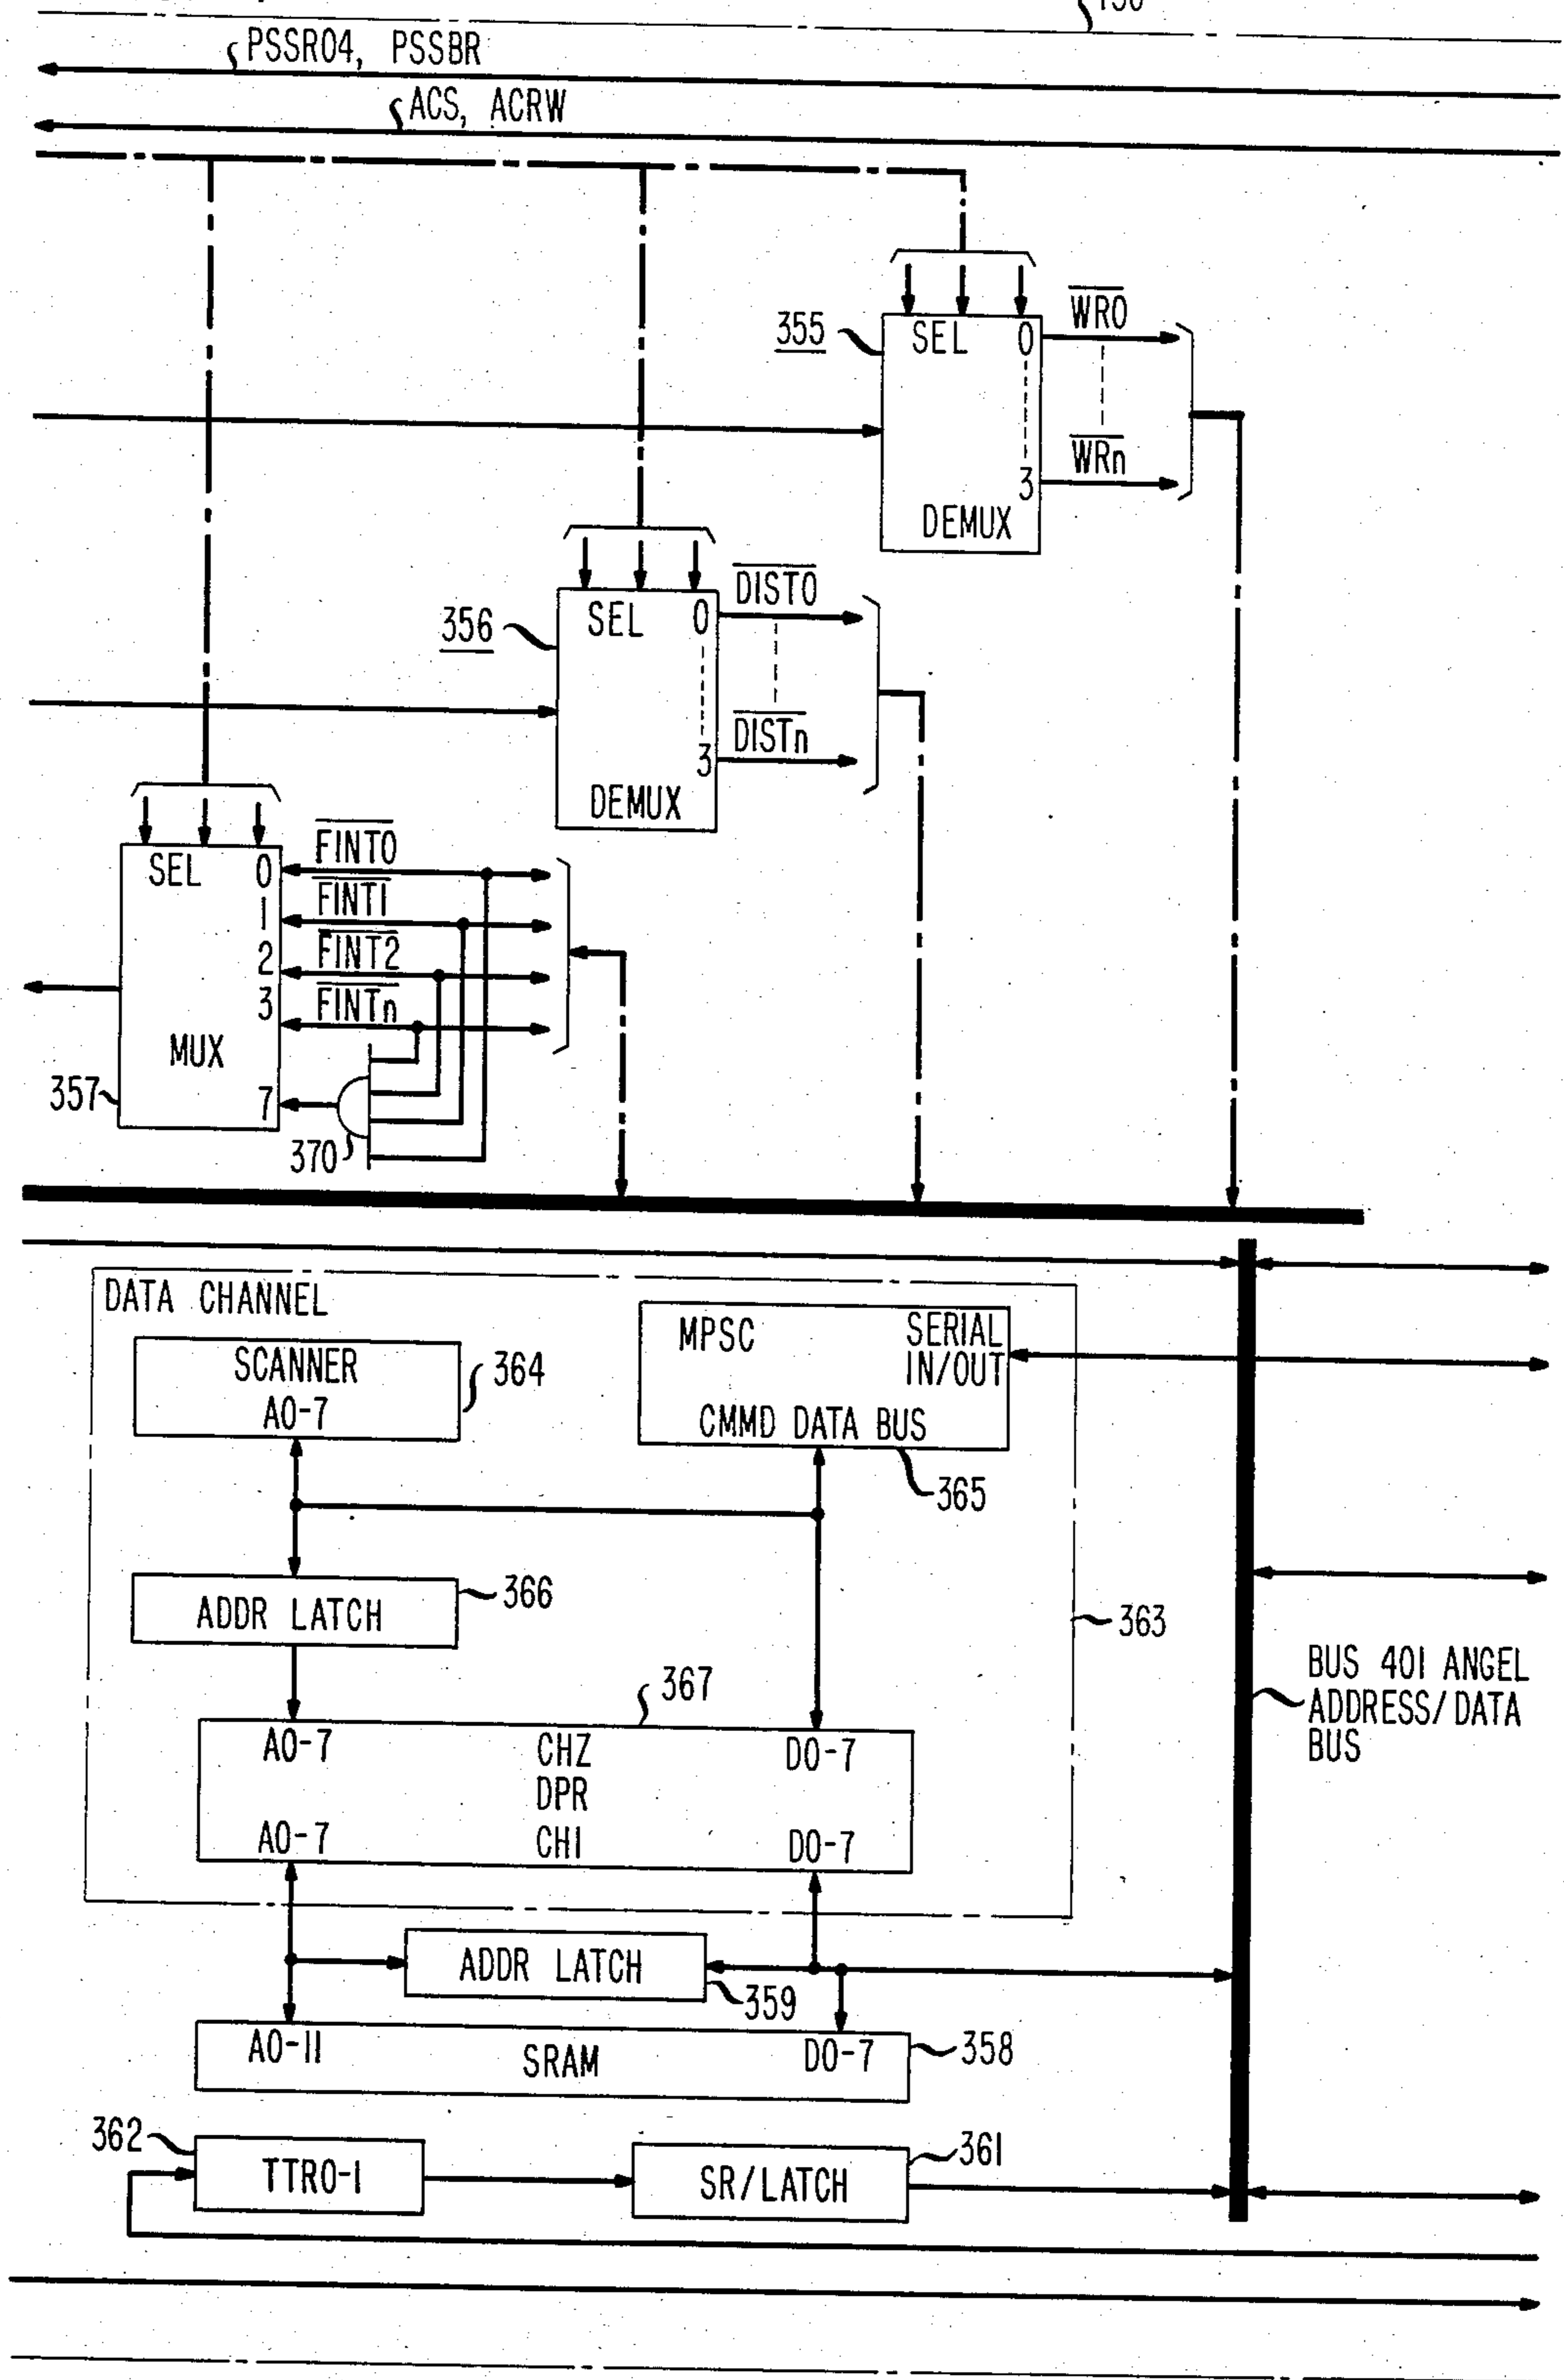 PSSR04, PSSBR
ACS, ACRW
355
SEL 0
WR0
WRn
3
DEMUX
356
SEL 0
DIST0
DISTn
3
DEMUX
SEL 0
FINT0
1
FINT1
2
FINT2
3
FINTn
MUX
357
7
370
DATA CHANNEL
SCANNER
A0-7
364
MPSC
SERIAL
IN/OUT
CMMD DATA BUS
365
ADDR LATCH
366
363
367
A0-7 CHZ D0-7
DPR
A0-7 CHI D0-7
BUS 401 ANGEL
ADDRESS/DATA
BUS
ADDR LATCH
359
A0-11 SRAM D0-7
358
362
TTR0-1
SR/LATCH
361